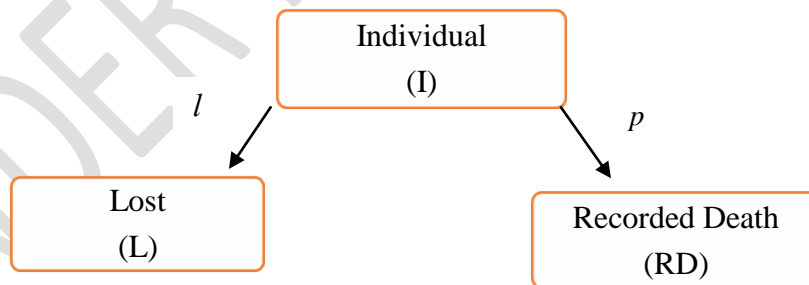 Individual
(I)
l
p
Lost
(L)
Recorded Death
(RD)